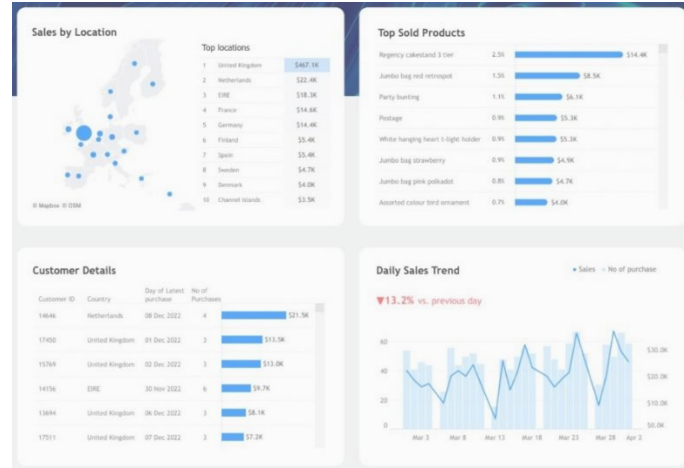 Sales by Location
Top locations
1 United Kingdom $467.1K
2 Netherlands $22.4K
3 EIRE $18.3K
4 France $14.6K
5 Germany $14.4K
6 Finland $5.4K
7 Spain $5.4K
8 Sweden $4.7K
9 Denmark $4.0K
10 Channel Islands $3.5K
© Mapbox © OSM
Top Sold Products
Regency cakestand 3 tier 2.5% $14.4K
Jumbo bag red retrospot 1.5% $8.5K
Party bunting 1.1% $6.1K
Postage 0.9% $5.3K
White hanging heart t-light holder 0.9% $5.3K
Jumbo bag strawberry 0.9% $4.9K
Jumbo bag pink polkadot 0.8% $4.7K
Assorted colour bird ornament 0.7% $4.0K
Customer Details
Customer ID Country Day of Latest purchase No of Purchases
14646 Netherlands 08 Dec 2022 4 $21.5K
17450 United Kingdom 01 Dec 2022 3 $13.5K
15769 United Kingdom 02 Dec 2022 3 $13.0K
14156 EIRE 30 Nov 2022 6 $9.7K
13694 United Kingdom 06 Dec 2022 3 $8.1K
17511 United Kingdom 07 Dec 2022 3 $7.2K
Daily Sales Trend
Sales No of purchase
▼13.2% vs. previous day
60
40
20
0
$30.0K
$20.0K
$10.0K
$0.0K
Mar 3 Mar 8 Mar 13 Mar 18 Mar 23 Mar 28 Apr 2